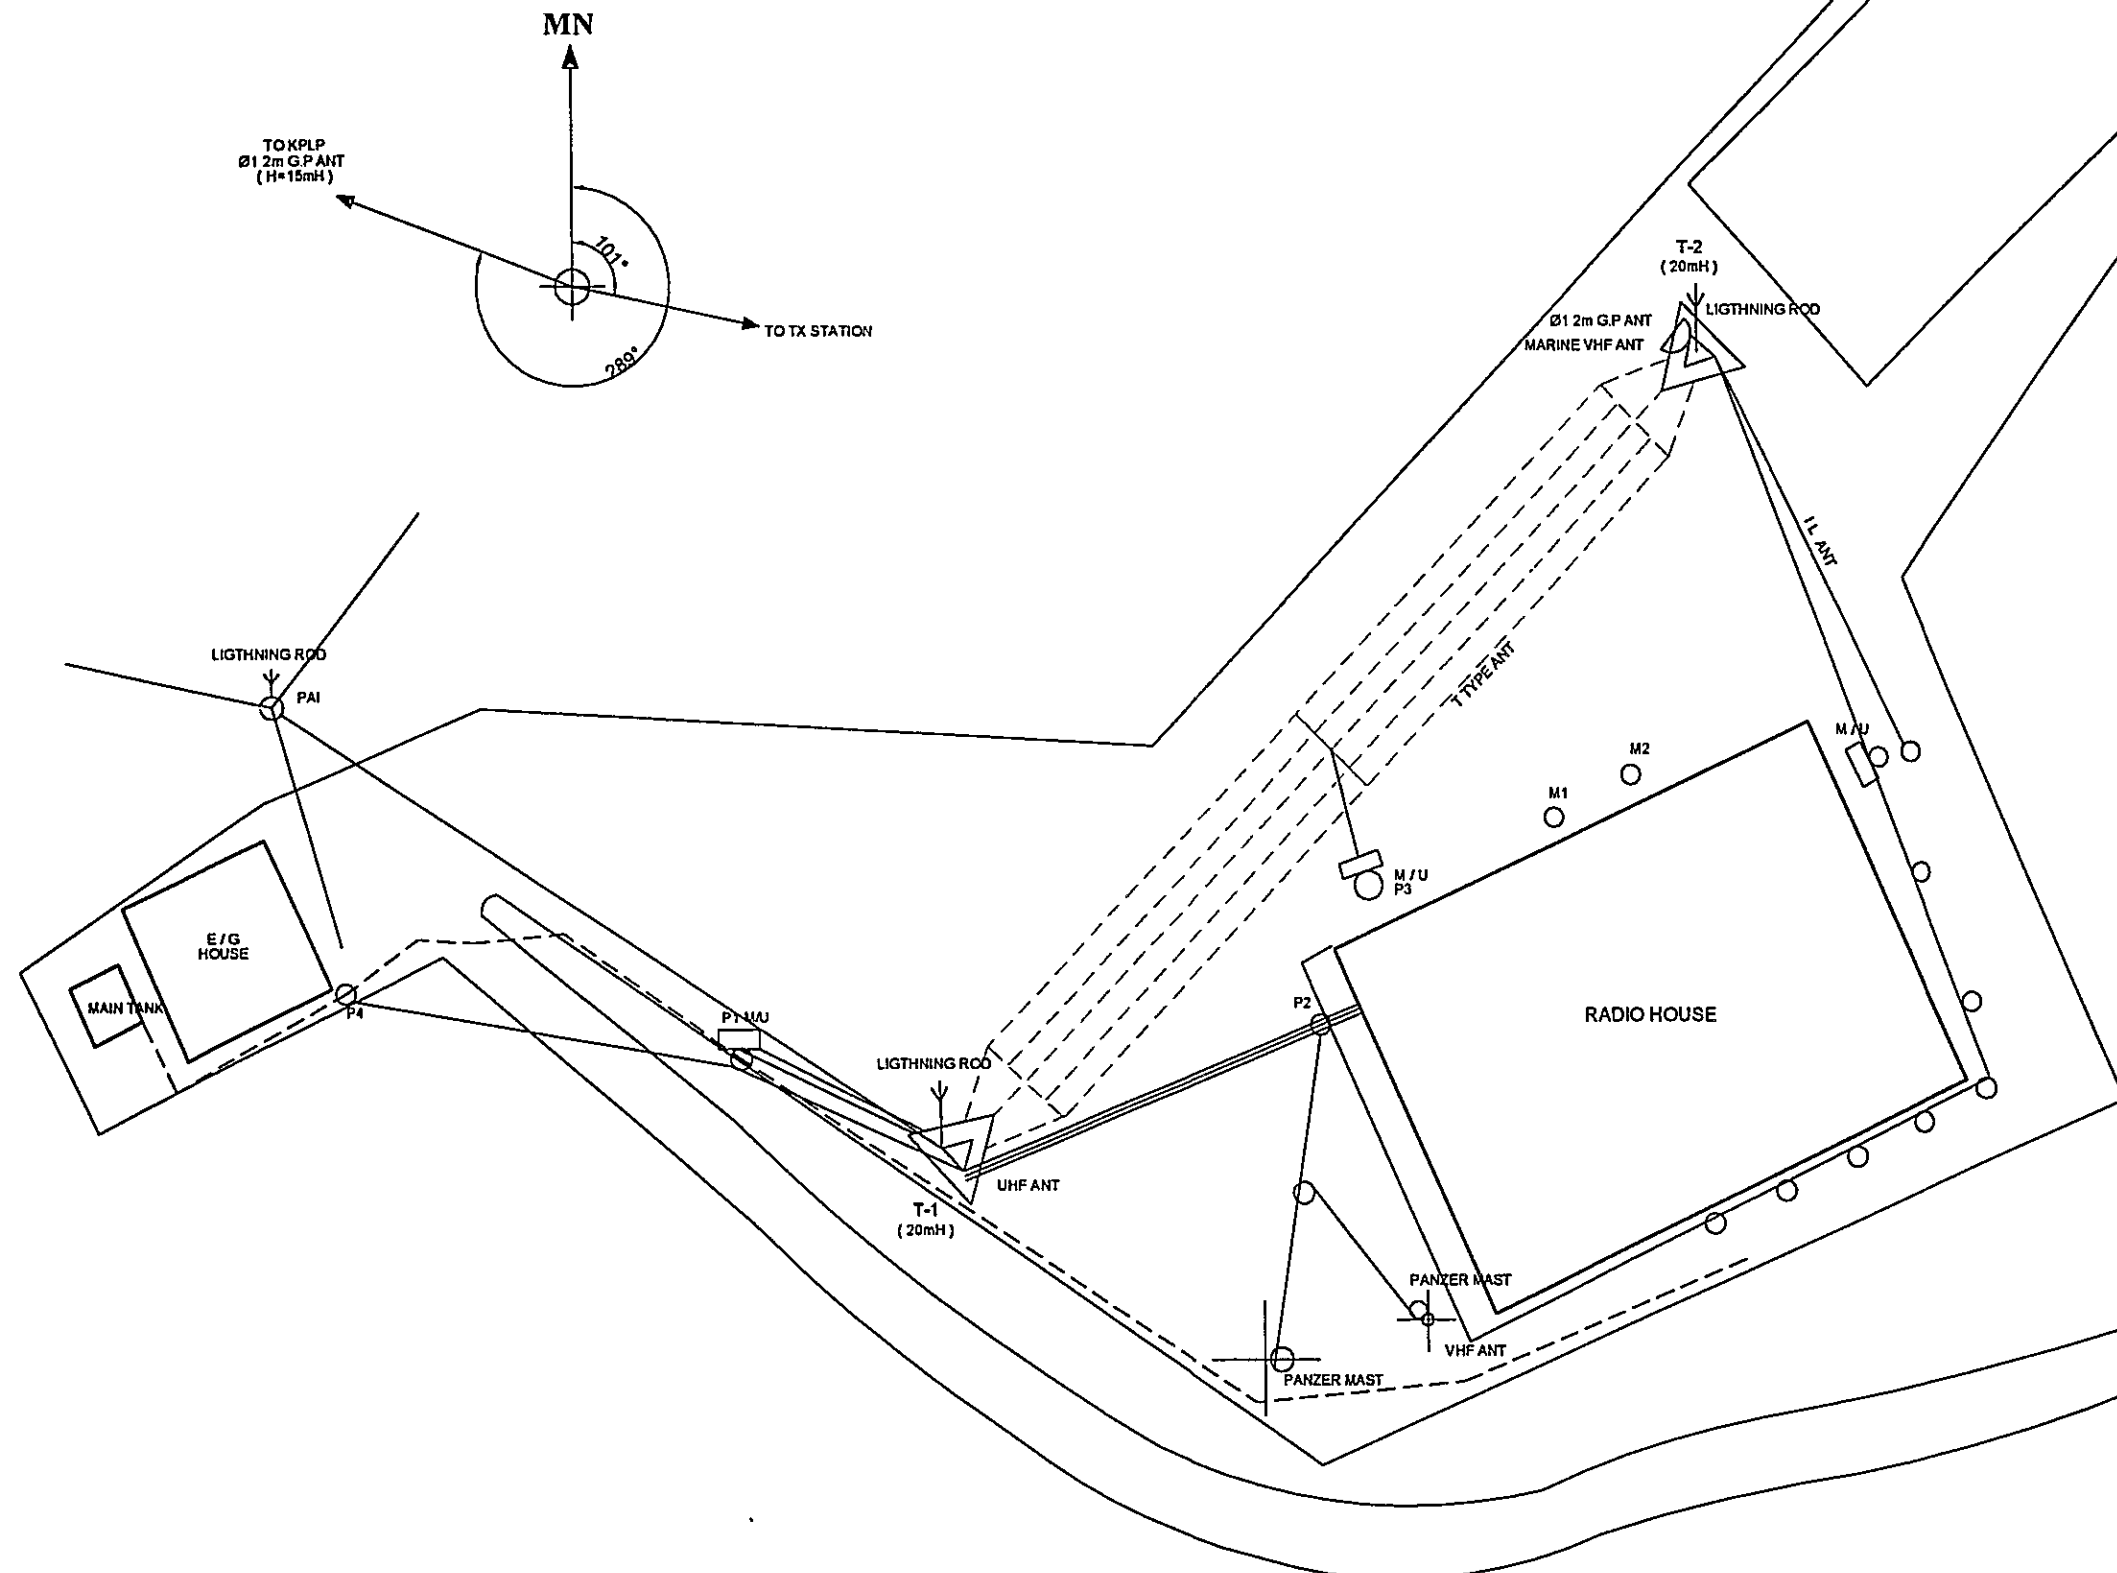 MN
TO KPLP
Ø1 2m G.P ANT
( H=15mH )
101°
TO TX STATION
289°
T-2
( 20mH )
LIGTHNING ROD
Ø1 2m G.P ANT
MARINE VHF ANT
I L ANT
LIGTHNING ROD
PAI
T TYPE ANT
M / U
M2
M1
M / U
P3
E / G
HOUSE
MAIN TANK
P4
P1 M/U
P2
RADIO HOUSE
LIGTHNING ROD
UHF ANT
T-1
( 20mH )
PANZER MAST
VHF ANT
PANZER MAST